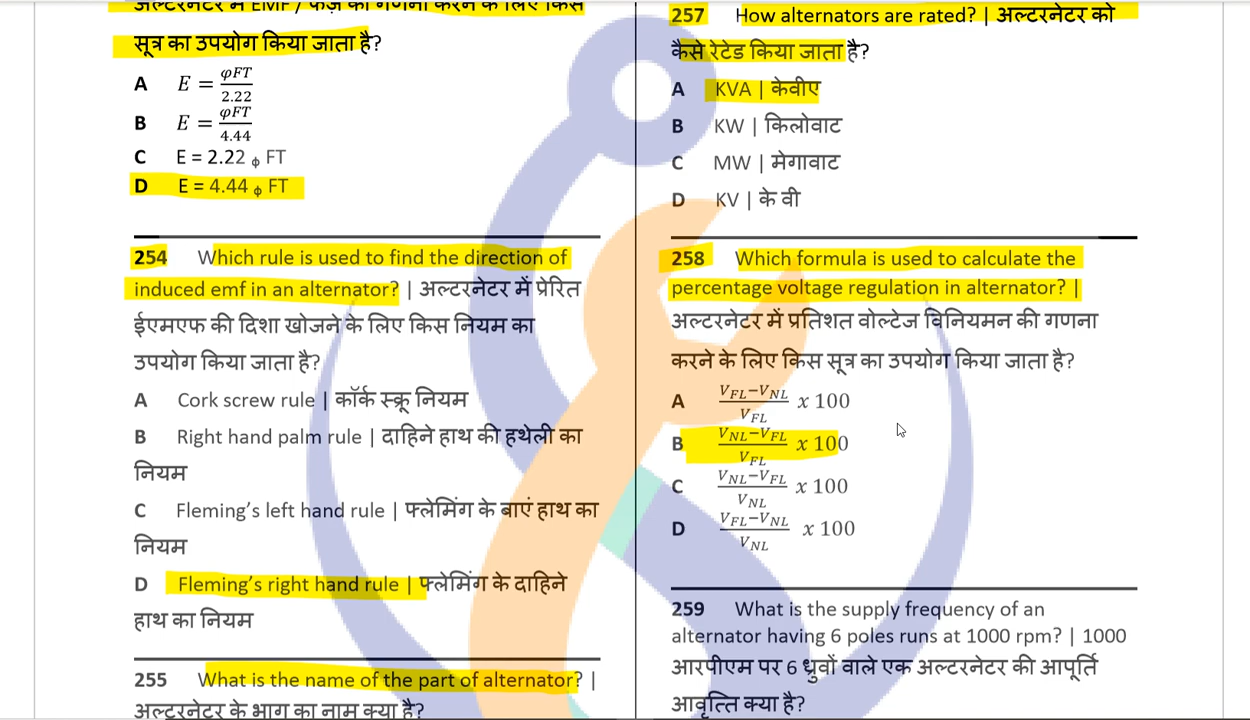 अल्टरनेटर में EMF / फेज़ की गणना करने के लिए किस
सूत्र का उपयोग किया जाता है?
A E = φFT / 2.22
B E = φFT / 4.44
C E = 2.22 ϕ FT
D E = 4.44 ϕ FT
254 Which rule is used to find the direction of
induced emf in an alternator? | अल्टरनेटर में प्रेरित
ईएमएफ की दिशा खोजने के लिए किस नियम का
उपयोग किया जाता है?
A Cork screw rule | कॉर्क स्क्रू नियम
B Right hand palm rule | दाहिने हाथ की हथेली का
नियम
C Fleming’s left hand rule | फ्लेमिंग के बाएं हाथ का
नियम
D Fleming’s right hand rule | फ्लेमिंग के दाहिने
हाथ का नियम
255 What is the name of the part of alternator? |
अल्टरनेटर के भाग का नाम क्या है?
257 How alternators are rated? | अल्टरनेटर को
कैसे रेटेड किया जाता है?
A KVA | केवीए
B KW | किलोवाट
C MW | मेगावाट
D KV | के वी
258 Which formula is used to calculate the
percentage voltage regulation in alternator? |
अल्टरनेटर में प्रतिशत वोल्टेज विनियमन की गणना
करने के लिए किस सूत्र का उपयोग किया जाता है?
A VFL−VNL / VFL x 100
B VNL−VFL / VFL x 100
C VNL−VFL / VNL x 100
D VFL−VNL / VNL x 100
259 What is the supply frequency of an
alternator having 6 poles runs at 1000 rpm? | 1000
आरपीएम पर 6 ध्रुवों वाले एक अल्टरनेटर की आपूर्ति
आवृत्ति क्या है?